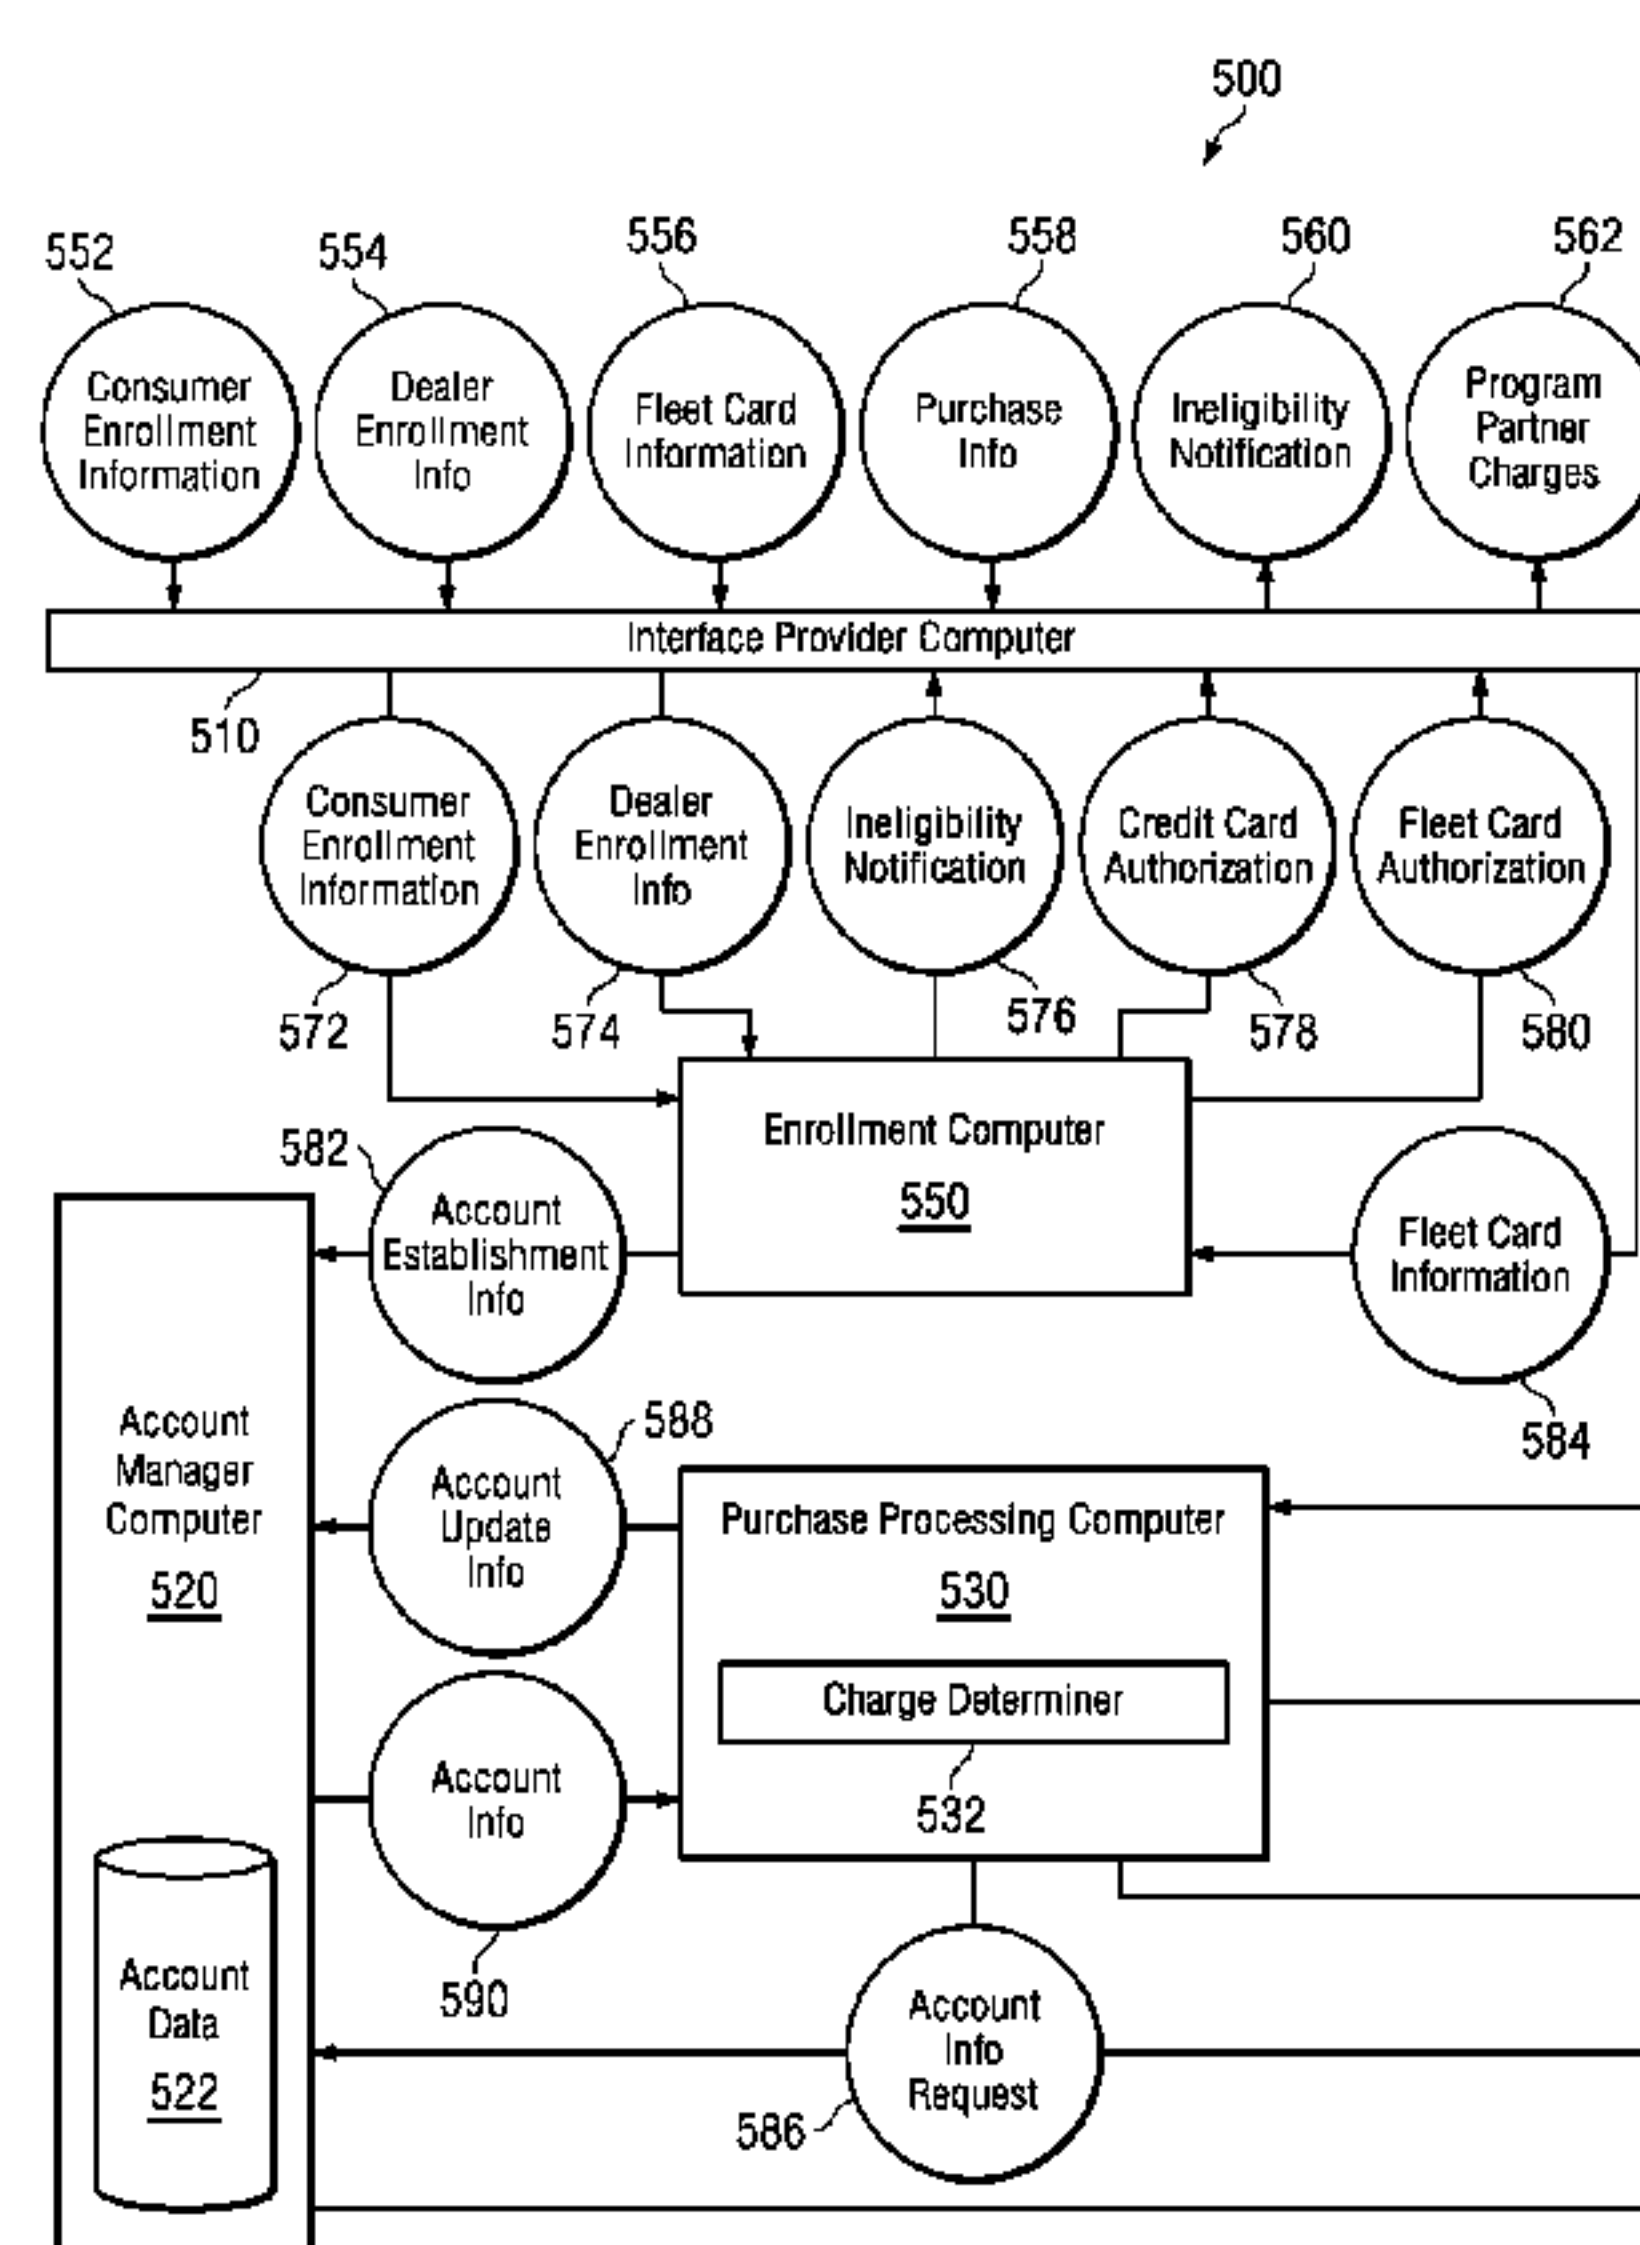 500
552
554
556
558
560
562
Consumer
Enrollment
Information
Dealer
Enrollment
Info
Fleet Card
Information
Purchase
Info
Ineligibility
Notification
Program
Partner
Charges
Interface Provider Computer
510
Consumer
Enrollment
Information
Dealer
Enrollment
Info
Ineligibility
Notification
Credit Card
Authorization
Fleet Card
Authorization
572
574
576
578
580
Enrollment Computer
550
582
Account
Establishment
Info
Fleet Card
Information
584
Account
Manager
Computer
520
588
Account
Update
Info
Purchase Processing Computer
530
Charge Determiner
532
Account
Info
590
Account
Data
522
Account
Info
Request
586